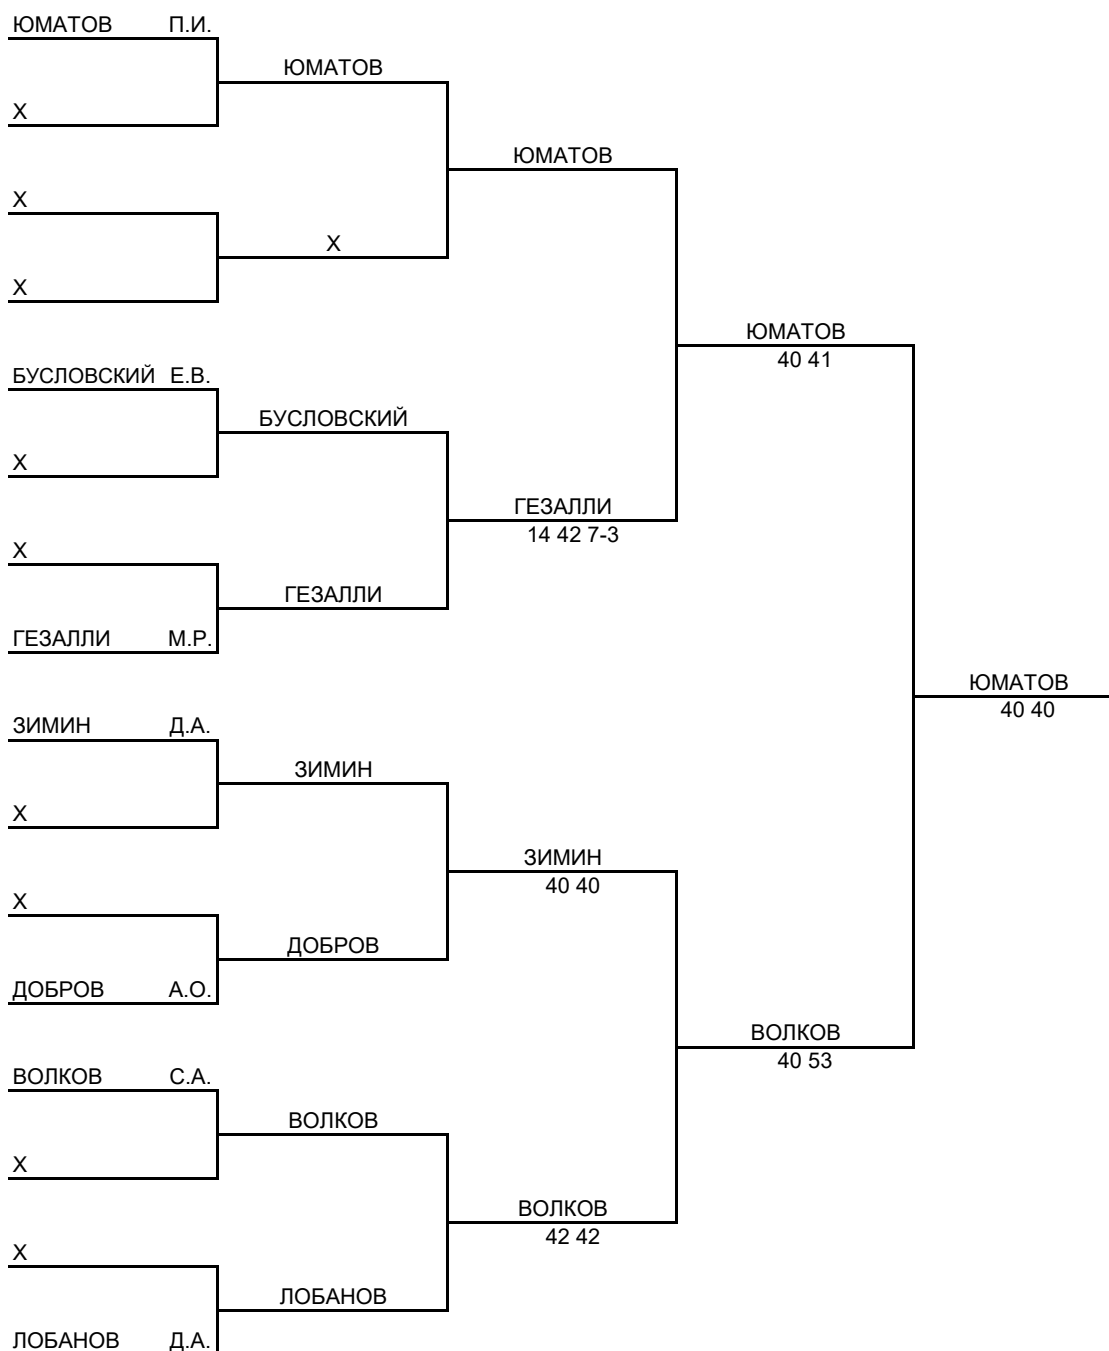 ЮМАТОВ П.И.
ЮМАТОВ
X
ЮМАТОВ
X
X
X
ЮМАТОВ
40 41
БУСЛОВСКИЙ Е.В.
БУСЛОВСКИЙ
X
ГЕЗАЛЛИ
14 42 7-3
X
ГЕЗАЛЛИ
ГЕЗАЛЛИ М.Р.
ЮМАТОВ
40 40
ЗИМИН Д.А.
ЗИМИН
X
ЗИМИН
40 40
X
ДОБРОВ
ДОБРОВ А.О.
ВОЛКОВ
40 53
ВОЛКОВ С.А.
ВОЛКОВ
X
ВОЛКОВ
42 42
X
ЛОБАНОВ
ЛОБАНОВ Д.А.